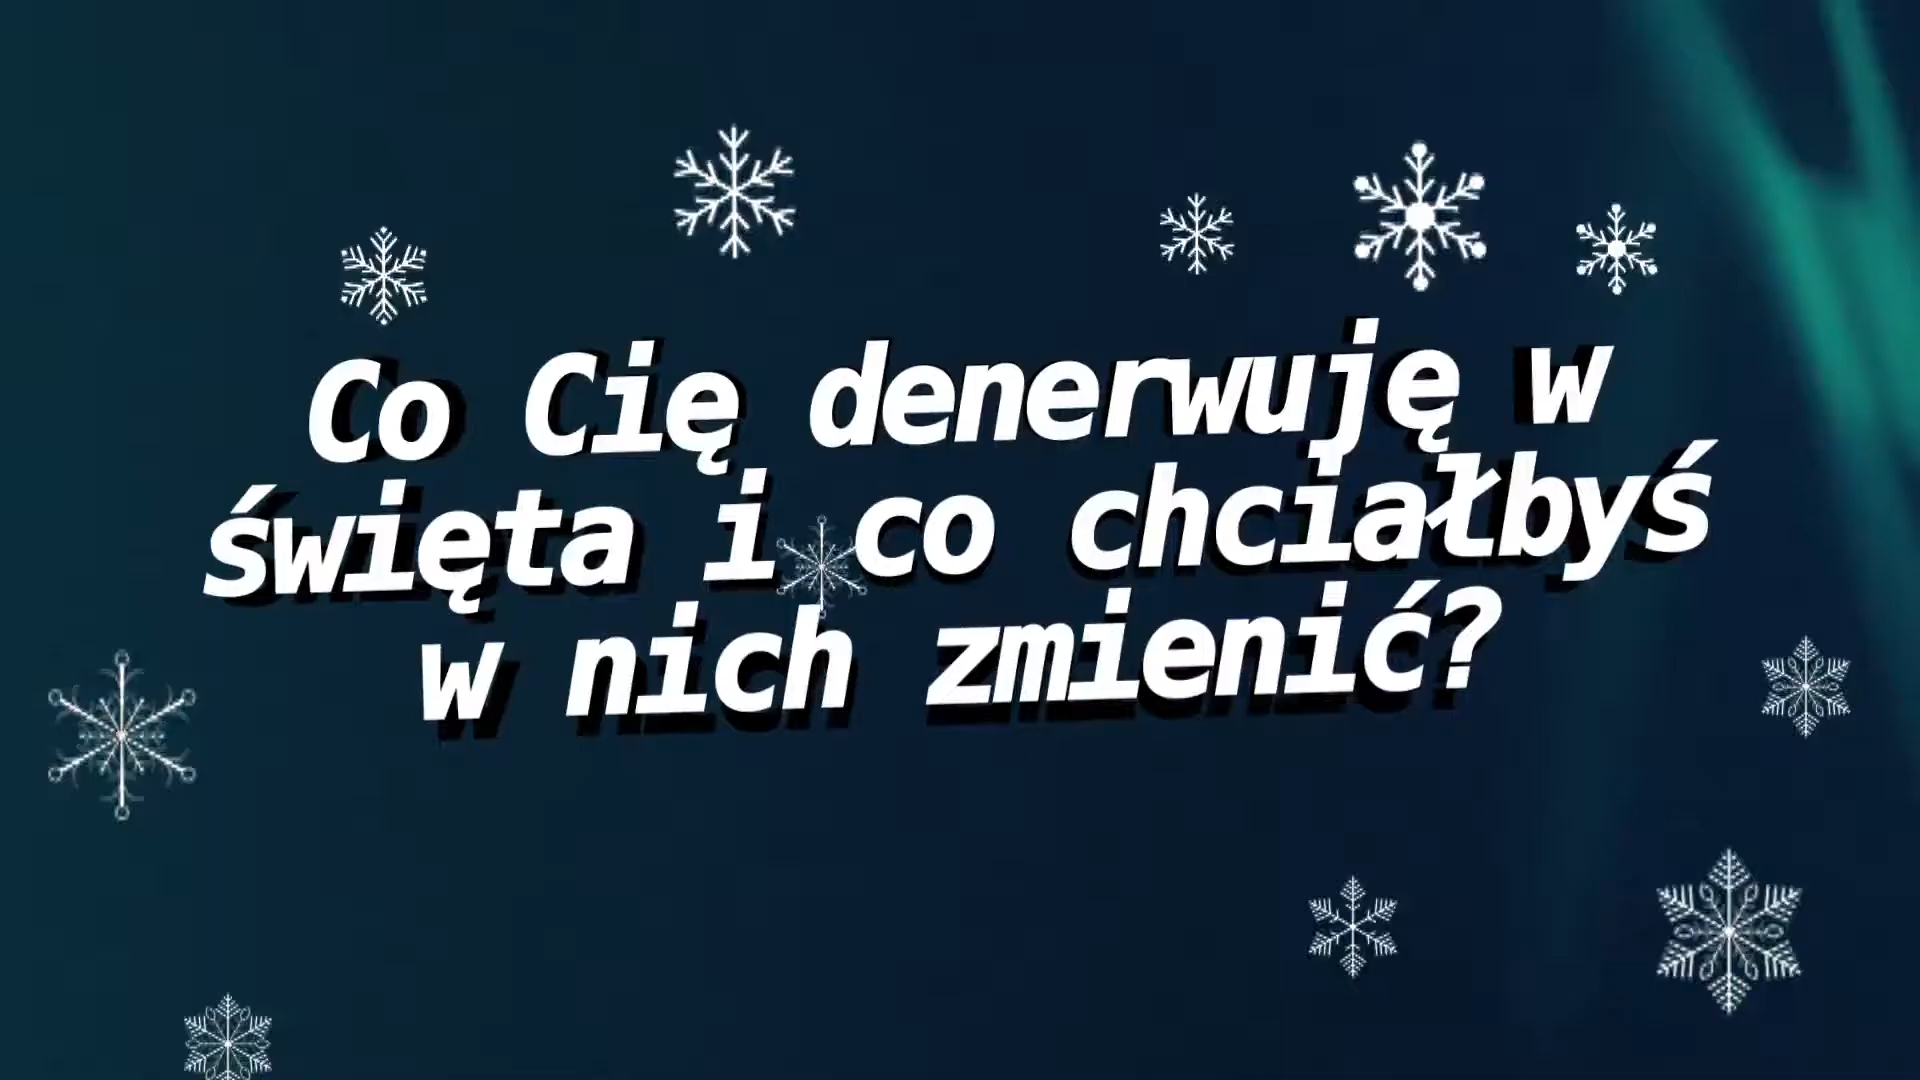 Co Cię denerwuję w
święta i co chciałbyś
w nich zmienić?